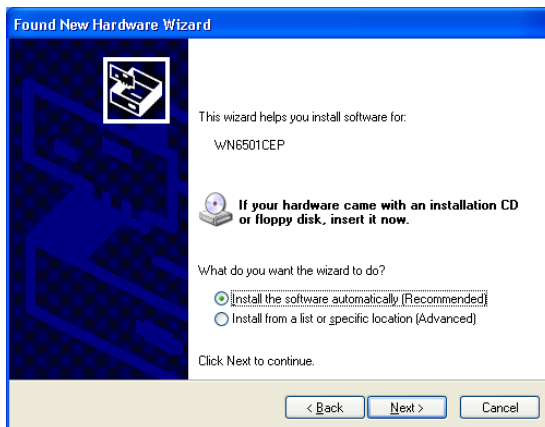 Found New Hardware Wizard
This wizard helps you install software for:
WN6501CEP
If your hardware came with an installation CD
or floppy disk, insert it now.
What do you want the wizard to do?
Install the software automatically (Recommended)
Install from a list or specific location (Advanced)
Click Next to continue.
< Back Next > Cancel